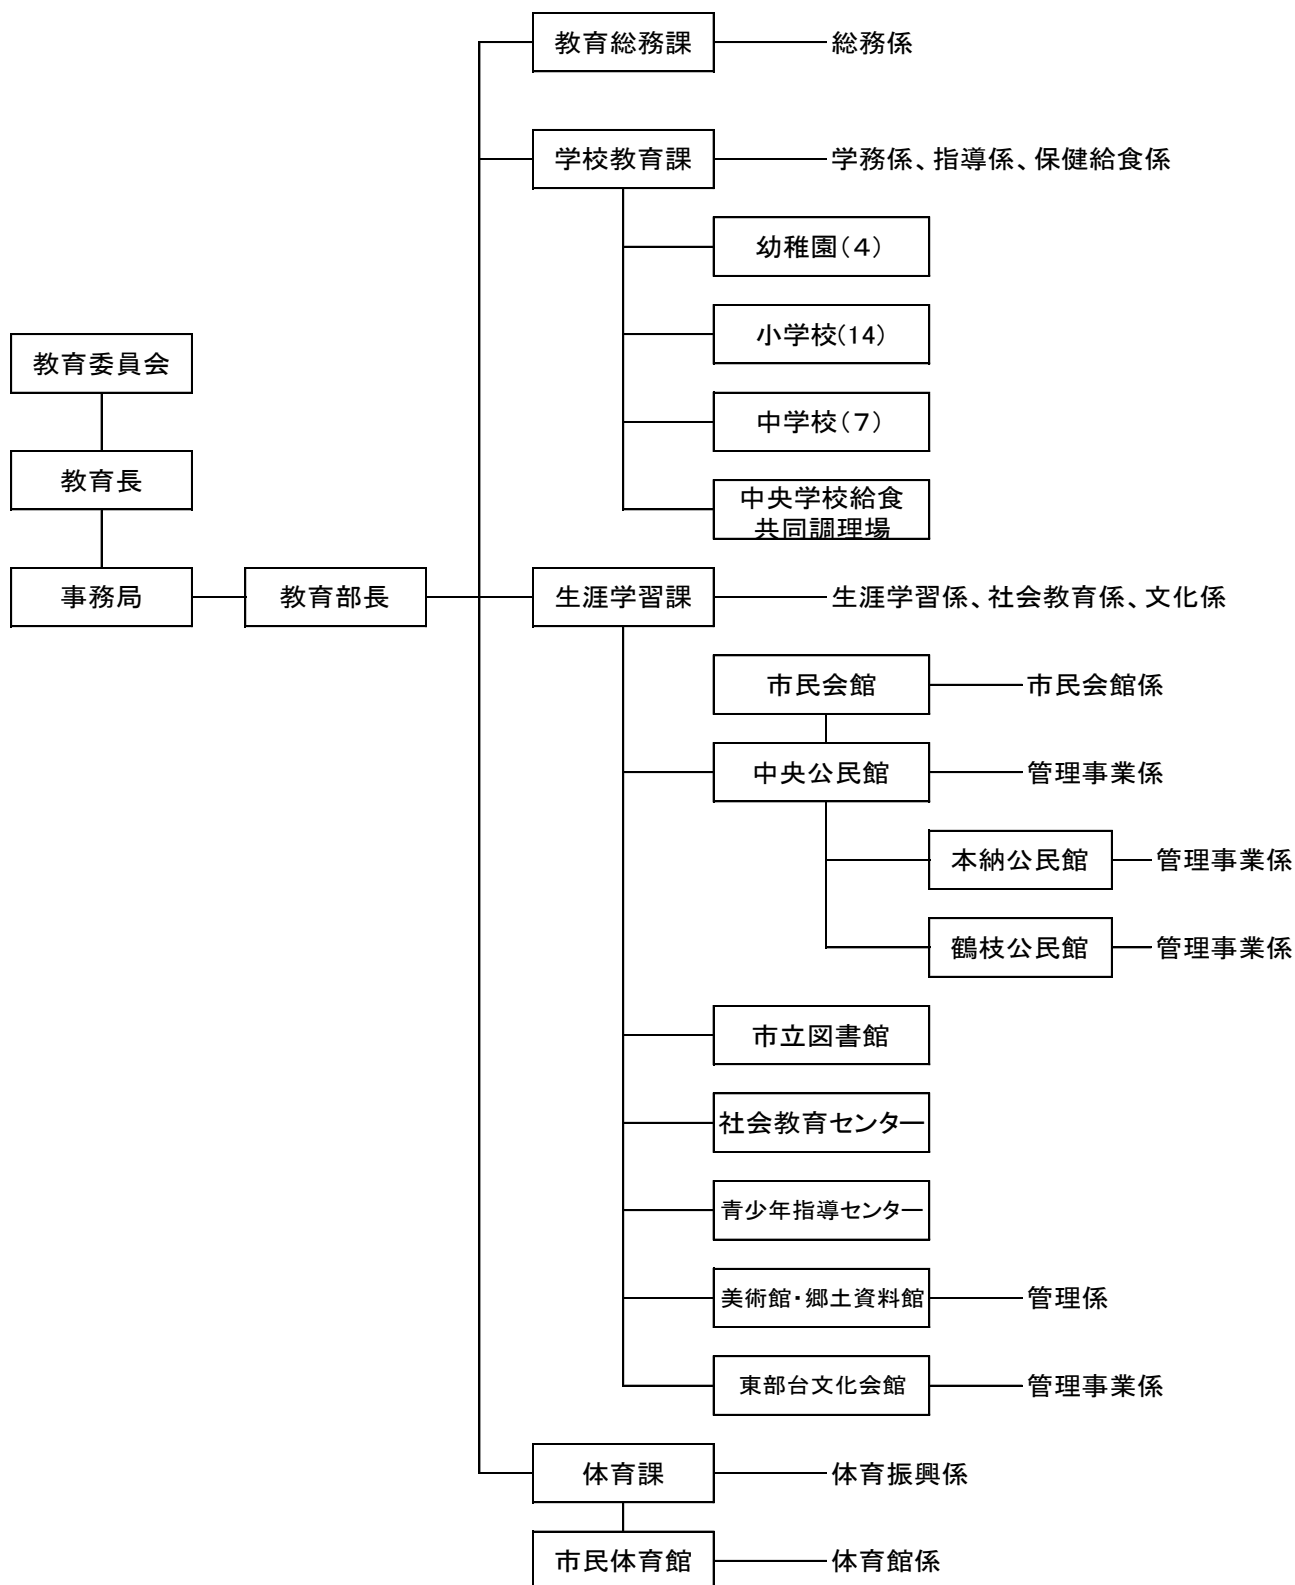 教育総務課
総務係
学校教育課
学務係、指導係、保健給食係
幼稚園（４）
小学校(14)
中学校（７）
中央学校給食
共同調理場
教育委員会
教育長
事務局
教育部長
生涯学習課
生涯学習係、社会教育係、文化係
市民会館
市民会館係
中央公民館
管理事業係
本納公民館
管理事業係
鶴枝公民館
管理事業係
市立図書館
社会教育センター
青少年指導センター
美術館・郷土資料館
管理係
東部台文化会館
管理事業係
体育課
体育振興係
市民体育館
体育館係